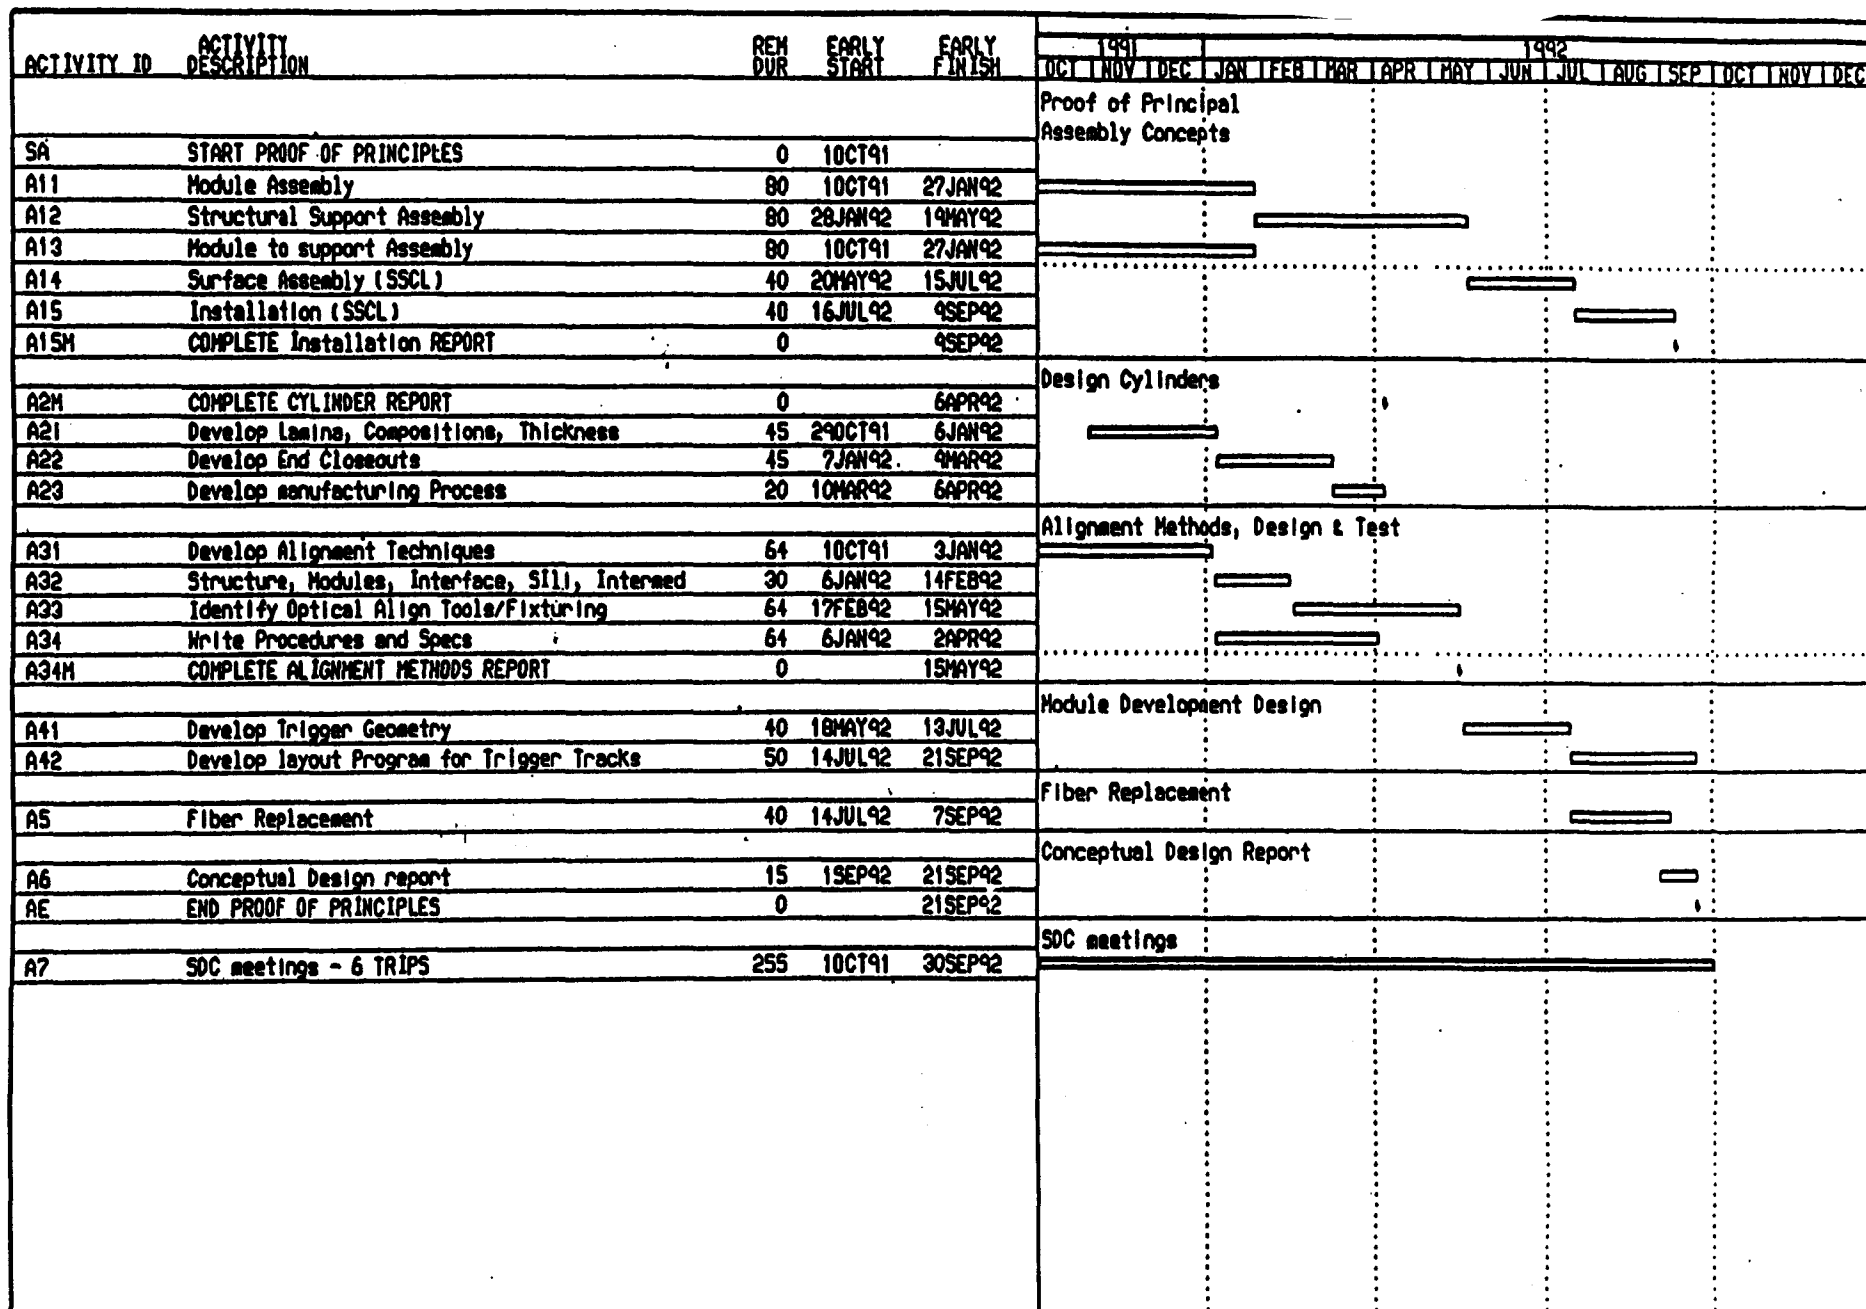 ACTIVITY ID ACTIVITY DESCRIPTION REM DUR EARLY START EARLY FINISH
1991 1992
OCT NOV DEC JAN FEB MAR APR MAY JUN JUL AUG SEP OCT NOV DEC
Proof of Principal
Assembly Concepts
SA START PROOF OF PRINCIPLES 0 1OCT91
A11 Module Assembly 80 1OCT91 27JAN92
A12 Structural Support Assembly 80 28JAN92 19MAY92
A13 Module to support Assembly 80 1OCT91 27JAN92
A14 Surface Assembly (SSCL) 40 20MAY92 15JUL92
A15 Installation (SSCL) 40 16JUL92 9SEP92
A15M COMPLETE Installation REPORT 0 9SEP92
Design Cylinders
A2M COMPLETE CYLINDER REPORT 0 6APR92
A21 Develop Lamina, Compositions, Thickness 45 29OCT91 6JAN92
A22 Develop End Closeouts 45 7JAN92 9MAR92
A23 Develop manufacturing Process 20 10MAR92 6APR92
Alignment Methods, Design & Test
A31 Develop Alignment Techniques 64 1OCT91 3JAN92
A32 Structure, Modules, Interface, Sili, Intermed 30 6JAN92 14FEB92
A33 Identify Optical Align Tools/Fixturing 64 17FEB92 15MAY92
A34 Write Procedures and Specs 64 6JAN92 2APR92
A34M COMPLETE ALIGNMENT METHODS REPORT 0 15MAY92
Module Development Design
A41 Develop Trigger Geometry 40 18MAY92 13JUL92
A42 Develop layout Program for Trigger Tracks 50 14JUL92 21SEP92
Fiber Replacement
A5 Fiber Replacement 40 14JUL92 7SEP92
Conceptual Design Report
A6 Conceptual Design report 15 1SEP92 21SEP92
AE END PROOF OF PRINCIPLES 0 21SEP92
SDC meetings
A7 SDC meetings - 6 TRIPS 255 1OCT91 30SEP92